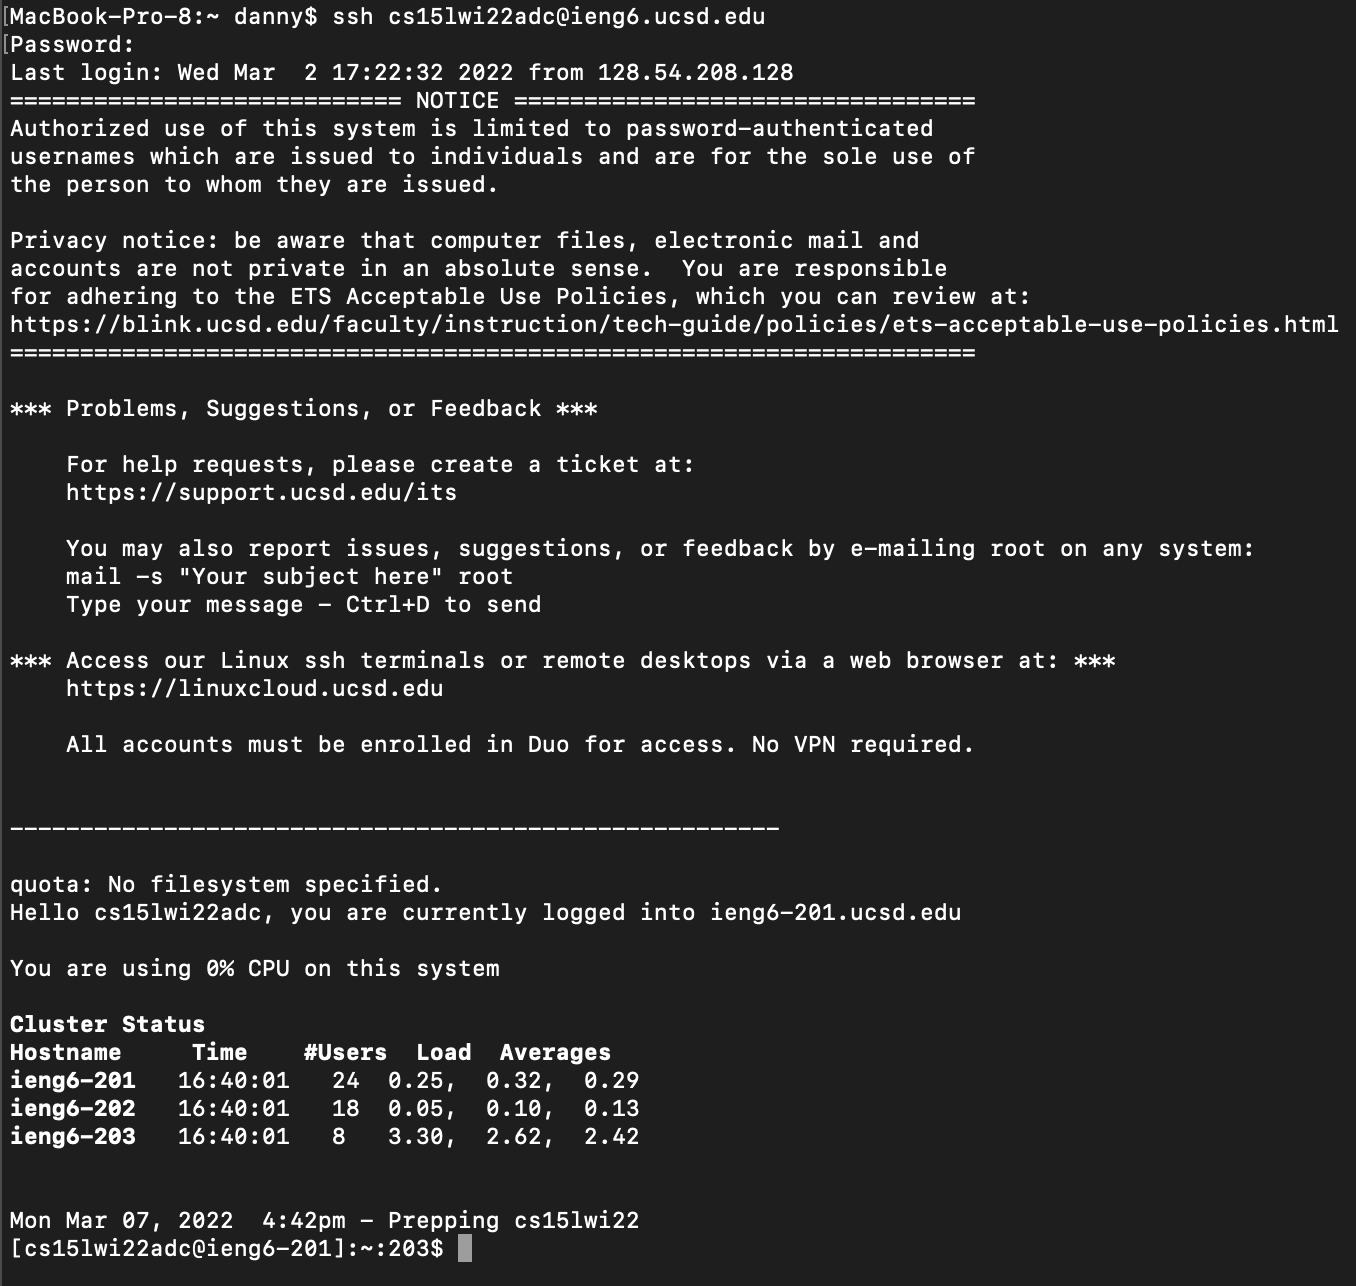 [MacBook-Pro-8:~ danny$ ssh cs15lwi22adc@ieng6.ucsd.edu
[Password:
Last login: Wed Mar  2 17:22:32 2022 from 128.54.208.128
============================ NOTICE =================================
Authorized use of this system is limited to password-authenticated
usernames which are issued to individuals and are for the sole use of
the person to whom they are issued.
Privacy notice: be aware that computer files, electronic mail and
accounts are not private in an absolute sense.  You are responsible
for adhering to the ETS Acceptable Use Policies, which you can review at:
https://blink.ucsd.edu/faculty/instruction/tech-guide/policies/ets-acceptable-use-policies.html
=====================================================================
*** Problems, Suggestions, or Feedback ***
    For help requests, please create a ticket at:
    https://support.ucsd.edu/its
    You may also report issues, suggestions, or feedback by e-mailing root on any system:
    mail -s "Your subject here" root
    Type your message - Ctrl+D to send
*** Access our Linux ssh terminals or remote desktops via a web browser at: ***
    https://linuxcloud.ucsd.edu
    All accounts must be enrolled in Duo for access. No VPN required.
-------------------------------------------------------
quota: No filesystem specified.
Hello cs15lwi22adc, you are currently logged into ieng6-201.ucsd.edu
You are using 0% CPU on this system
Cluster Status
Hostname     Time    #Users  Load  Averages
ieng6-201   16:40:01   24  0.25,  0.32,  0.29
ieng6-202   16:40:01   18  0.05,  0.10,  0.13
ieng6-203   16:40:01   8   3.30,  2.62,  2.42
Mon Mar 07, 2022  4:42pm - Prepping cs15lwi22
[cs15lwi22adc@ieng6-201]:~:203$